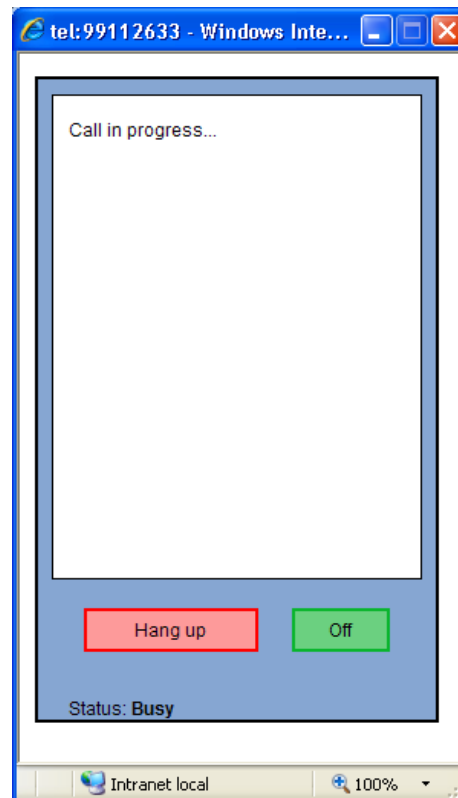 tel:99112633 - Windows Inte...
Call in progress...
Hang up
Off
Status: Busy
Intranet local
100%